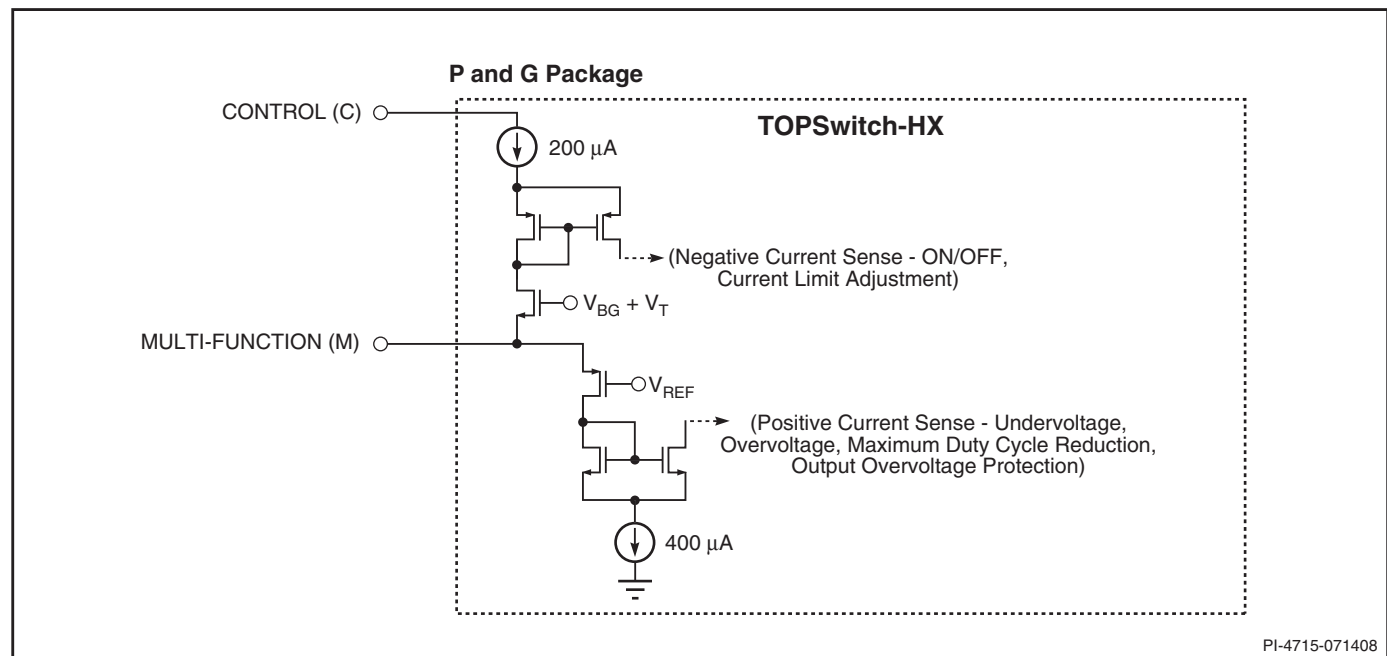 P and G Package
CONTROL (C)
TOPSwitch-HX
200 μA
(Negative Current Sense - ON/OFF,
Current Limit Adjustment)
V_BG + V_T
MULTI-FUNCTION (M)
V_REF
(Positive Current Sense - Undervoltage,
Overvoltage, Maximum Duty Cycle Reduction,
Output Overvoltage Protection)
400 μA
PI-4715-071408